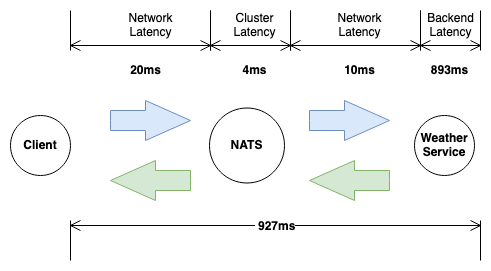 Network
Latency
Cluster
Latency
Network
Latency
Backend
Latency
20ms
4ms
10ms
893ms
Client
NATS
Weather
Service
927ms